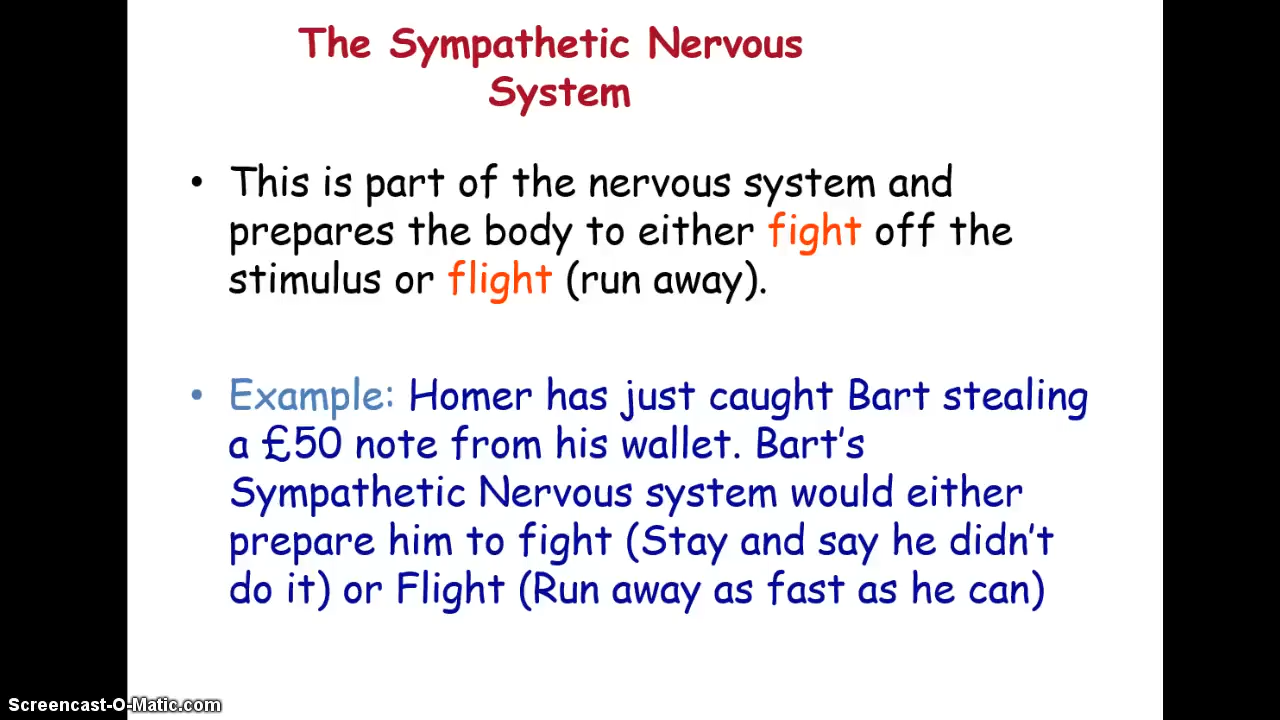 The Sympathetic Nervous
System
• This is part of the nervous system and
prepares the body to either fight off the
stimulus or flight (run away).
• Example: Homer has just caught Bart stealing
a £50 note from his wallet. Bart’s
Sympathetic Nervous system would either
prepare him to fight (Stay and say he didn’t
do it) or Flight (Run away as fast as he can)
Screencast-O-Matic.com